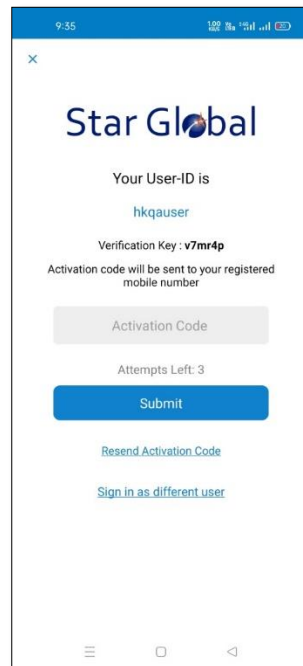 9:35
×
Star Global
Your User-ID is
hkqauser
Verification Key : v7mr4p
Activation code will be sent to your registered
mobile number
Activation Code
Attempts Left: 3
Submit
Resend Activation Code
Sign in as different user